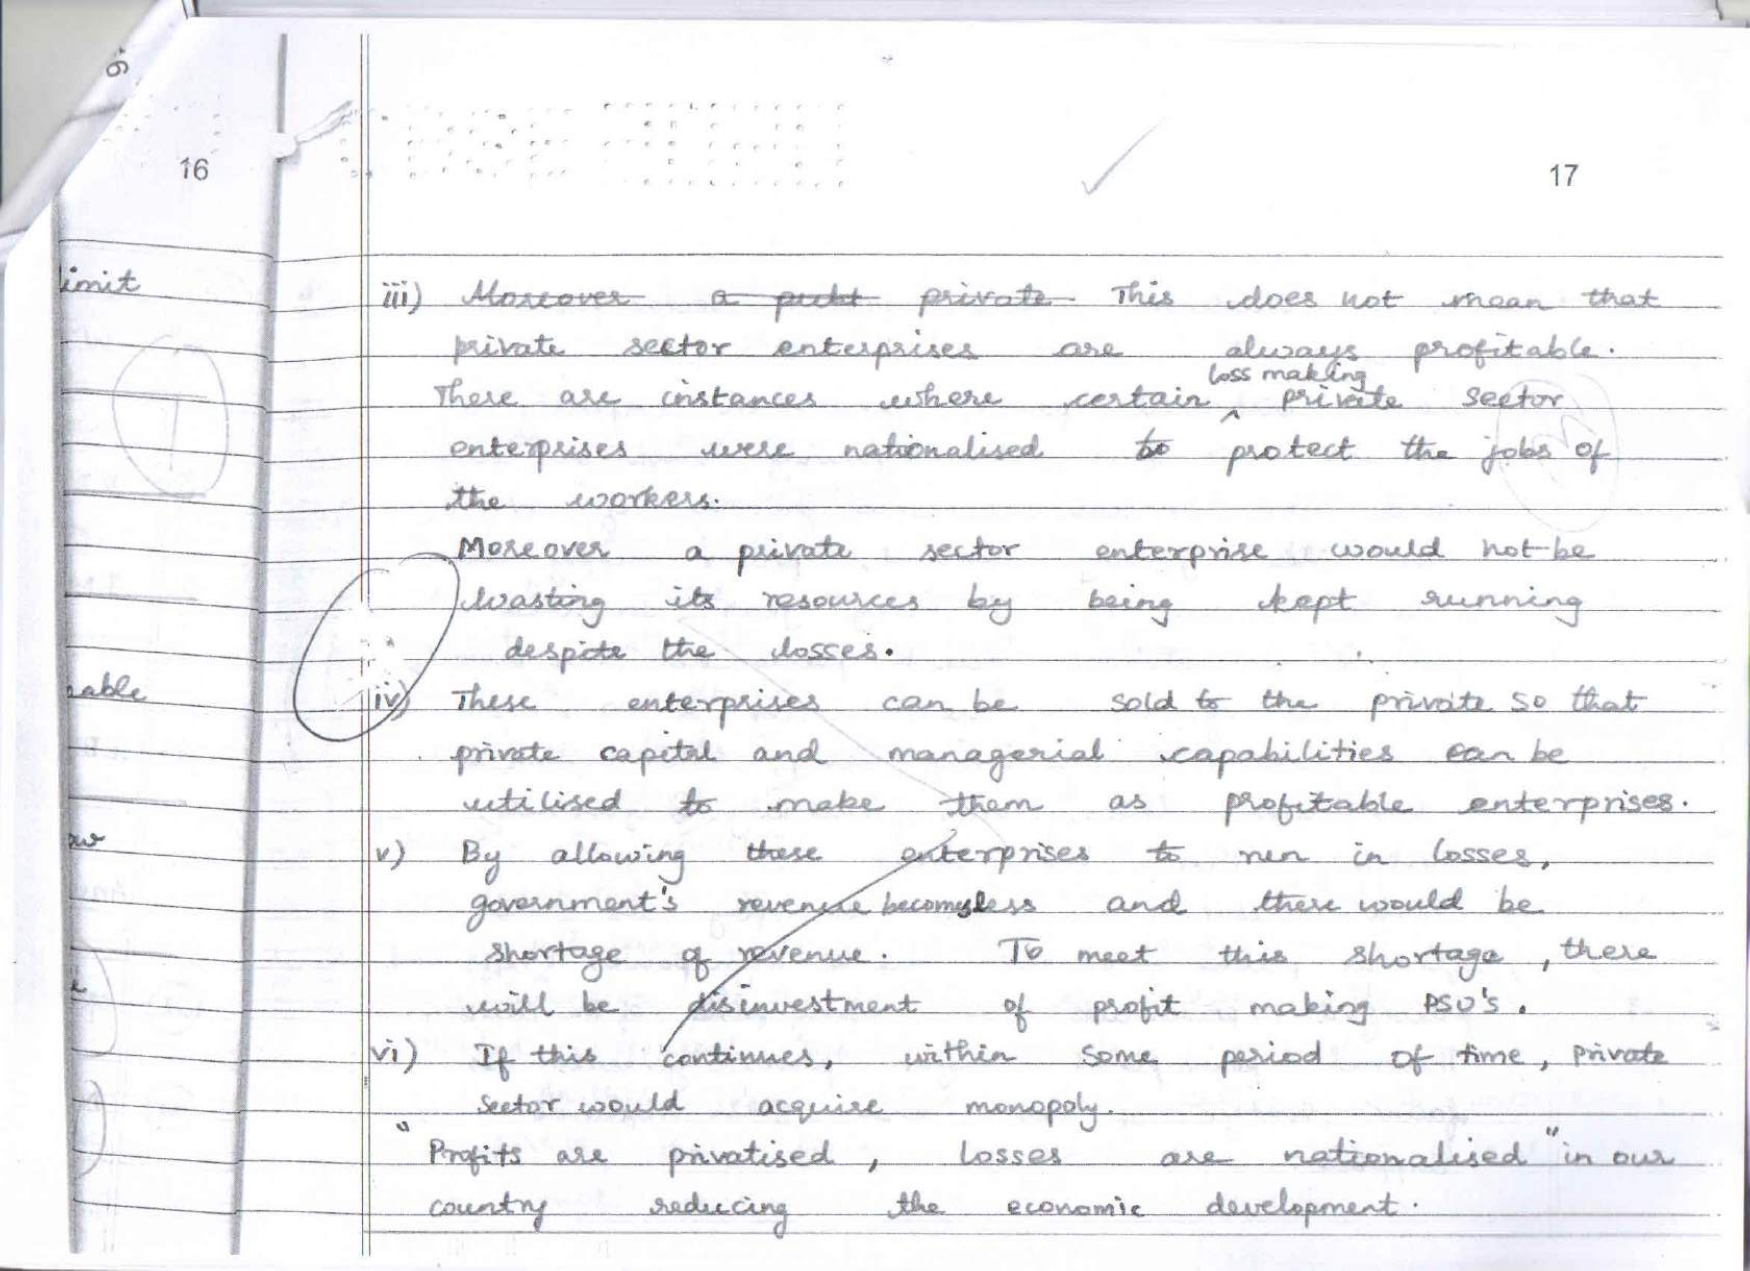 16
17
imit
iii) Moreover a publ private This does not mean that
private sector enterprises are always profitable.
loss making
There are instances where certain ^ private sector
enterprises were nationalised to protect the jobs of
the workers.
Moreover a private sector enterprise would not be
wasting its resources by being kept running
despite the losses.
able
iv) These enterprises can be sold to the private so that
private capital and managerial capabilities can be
utilised to make them as profitable enterprises.
v) By allowing these enterprises to run in losses,
government's revenue becomes less and there would be
shortage of revenue. To meet this shortage, there
will be disinvestment of profit making PSU's.
vi) If this continues, within some period of time, private
sector would acquire monopoly.
"Profits are privatised, losses are nationalised" in our
country reducing the economic development.